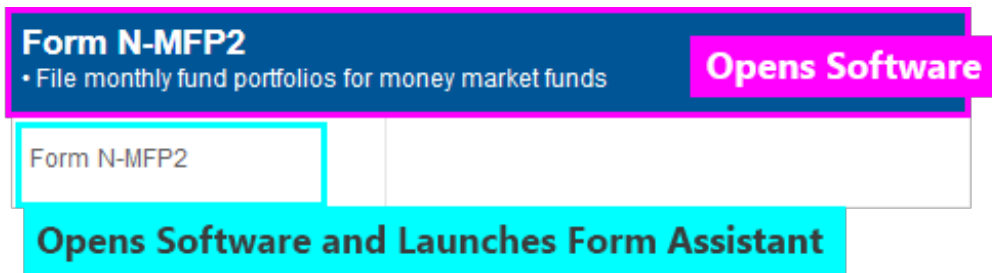 Form N-MFP2
• File monthly fund portfolios for money market funds
Opens Software
Form N-MFP2
Opens Software and Launches Form Assistant